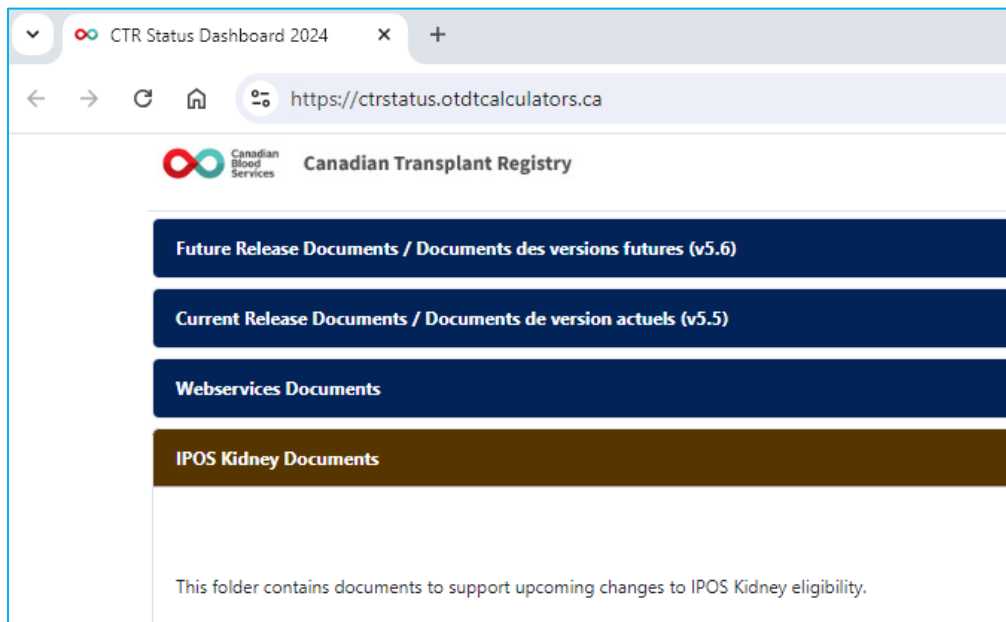 CTR Status Dashboard 2024
https://ctrstatus.otdtcalculators.ca
Canadian
Blood
Services
Canadian Transplant Registry
Future Release Documents / Documents des versions futures (v5.6)
Current Release Documents / Documents de version actuels (v5.5)
Webservices Documents
IPOS Kidney Documents
This folder contains documents to support upcoming changes to IPOS Kidney eligibility.